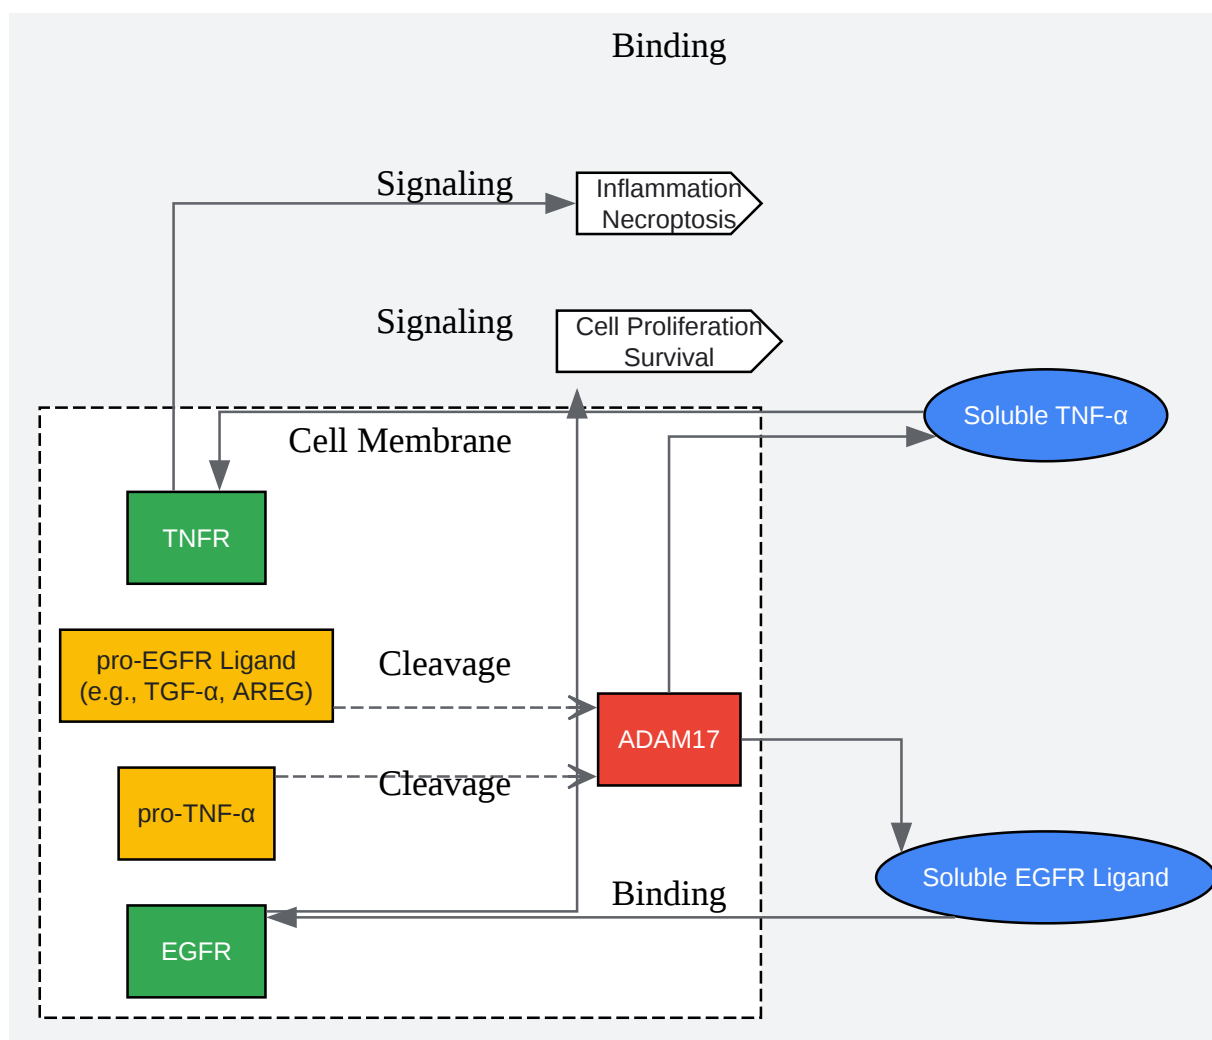 Binding
Signaling
Inflammation
Necroptosis
Signaling
Cell Proliferation
Survival
Soluble TNF-α
Cell Membrane
TNFR
pro-EGFR Ligand
(e.g., TGF-α, AREG)
Cleavage
ADAM17
Cleavage
pro-TNF-α
Soluble EGFR Ligand
Binding
EGFR